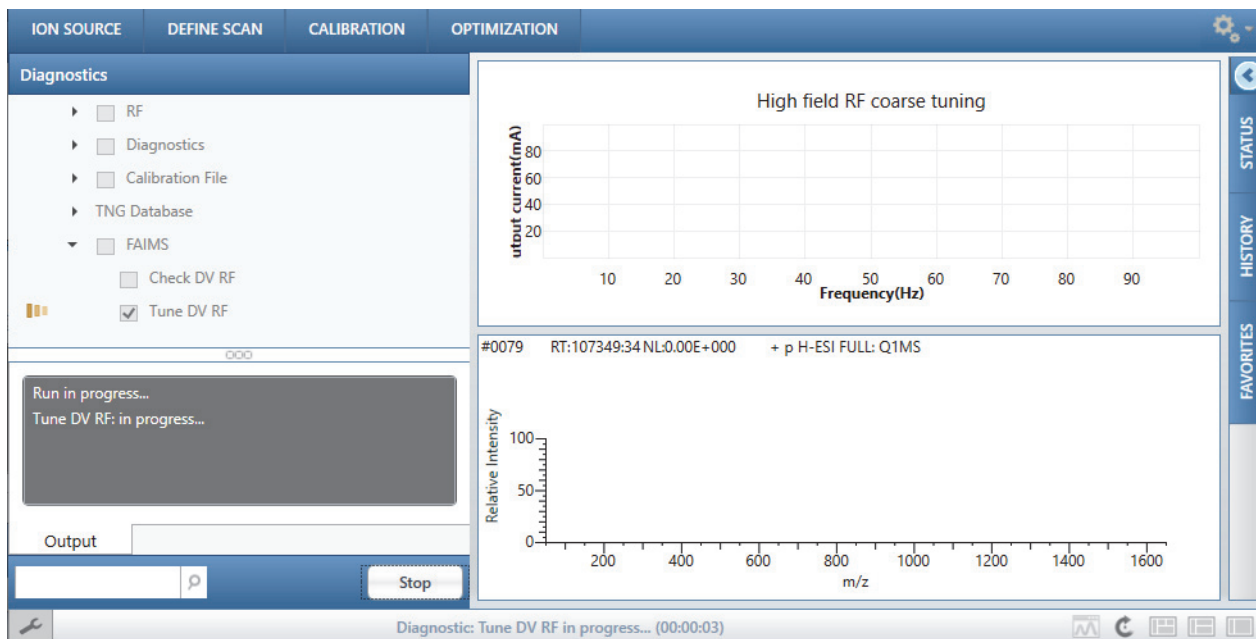 ION SOURCE
DEFINE SCAN
CALIBRATION
OPTIMIZATION
Diagnostics
RF
Diagnostics
Calibration File
TNG Database
FAIMS
Check DV RF
Tune DV RF
Run in progress...
Tune DV RF: in progress...
Output
Stop
High field RF coarse tuning
utput current(mA)
80
60
40
20
10 20 30 40 50 60 70 80 90
Frequency(Hz)
#0079 RT:107349:34 NL:0.00E+000 + p H-ESI FULL: Q1MS
Relative Intensity
100
50
0
200 400 600 800 1000 1200 1400 1600
m/z
STATUS
HISTORY
FAVORITES
Diagnostic: Tune DV RF in progress... (00:00:03)